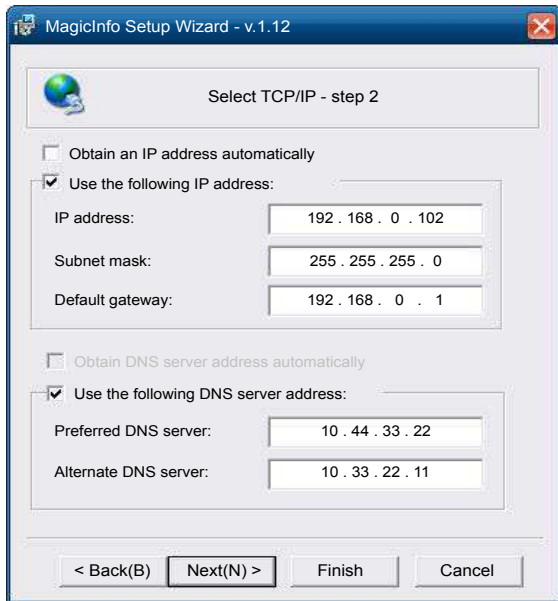 MagicInfo Setup Wizard - v.1.12
Select TCP/IP - step 2
Obtain an IP address automatically
Use the following IP address:
IP address: 192 . 168 . 0 . 102
Subnet mask: 255 . 255 . 255 . 0
Default gateway: 192 . 168 . 0 . 1
Obtain DNS server address automatically
Use the following DNS server address:
Preferred DNS server: 10 . 44 . 33 . 22
Alternate DNS server: 10 . 33 . 22 . 11
< Back(B) Next(N) > Finish Cancel